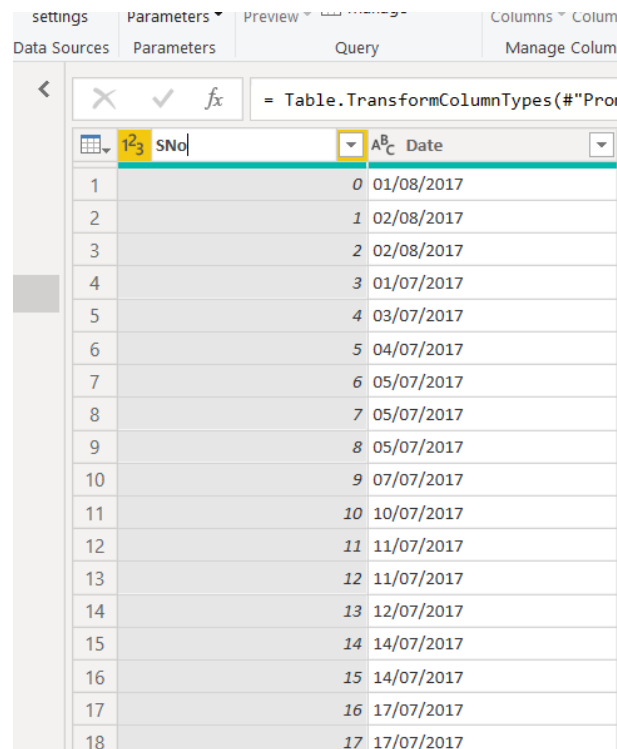 settings Parameters Preview Manage Columns Colum
Data Sources Parameters Query Manage Colum
fx = Table.TransformColumnTypes(#"Pro
123 SNo ABC Date
1 0 01/08/2017
2 1 02/08/2017
3 2 02/08/2017
4 3 01/07/2017
5 4 03/07/2017
6 5 04/07/2017
7 6 05/07/2017
8 7 05/07/2017
9 8 05/07/2017
10 9 07/07/2017
11 10 10/07/2017
12 11 11/07/2017
13 12 11/07/2017
14 13 12/07/2017
15 14 14/07/2017
16 15 14/07/2017
17 16 17/07/2017
18 17 17/07/2017